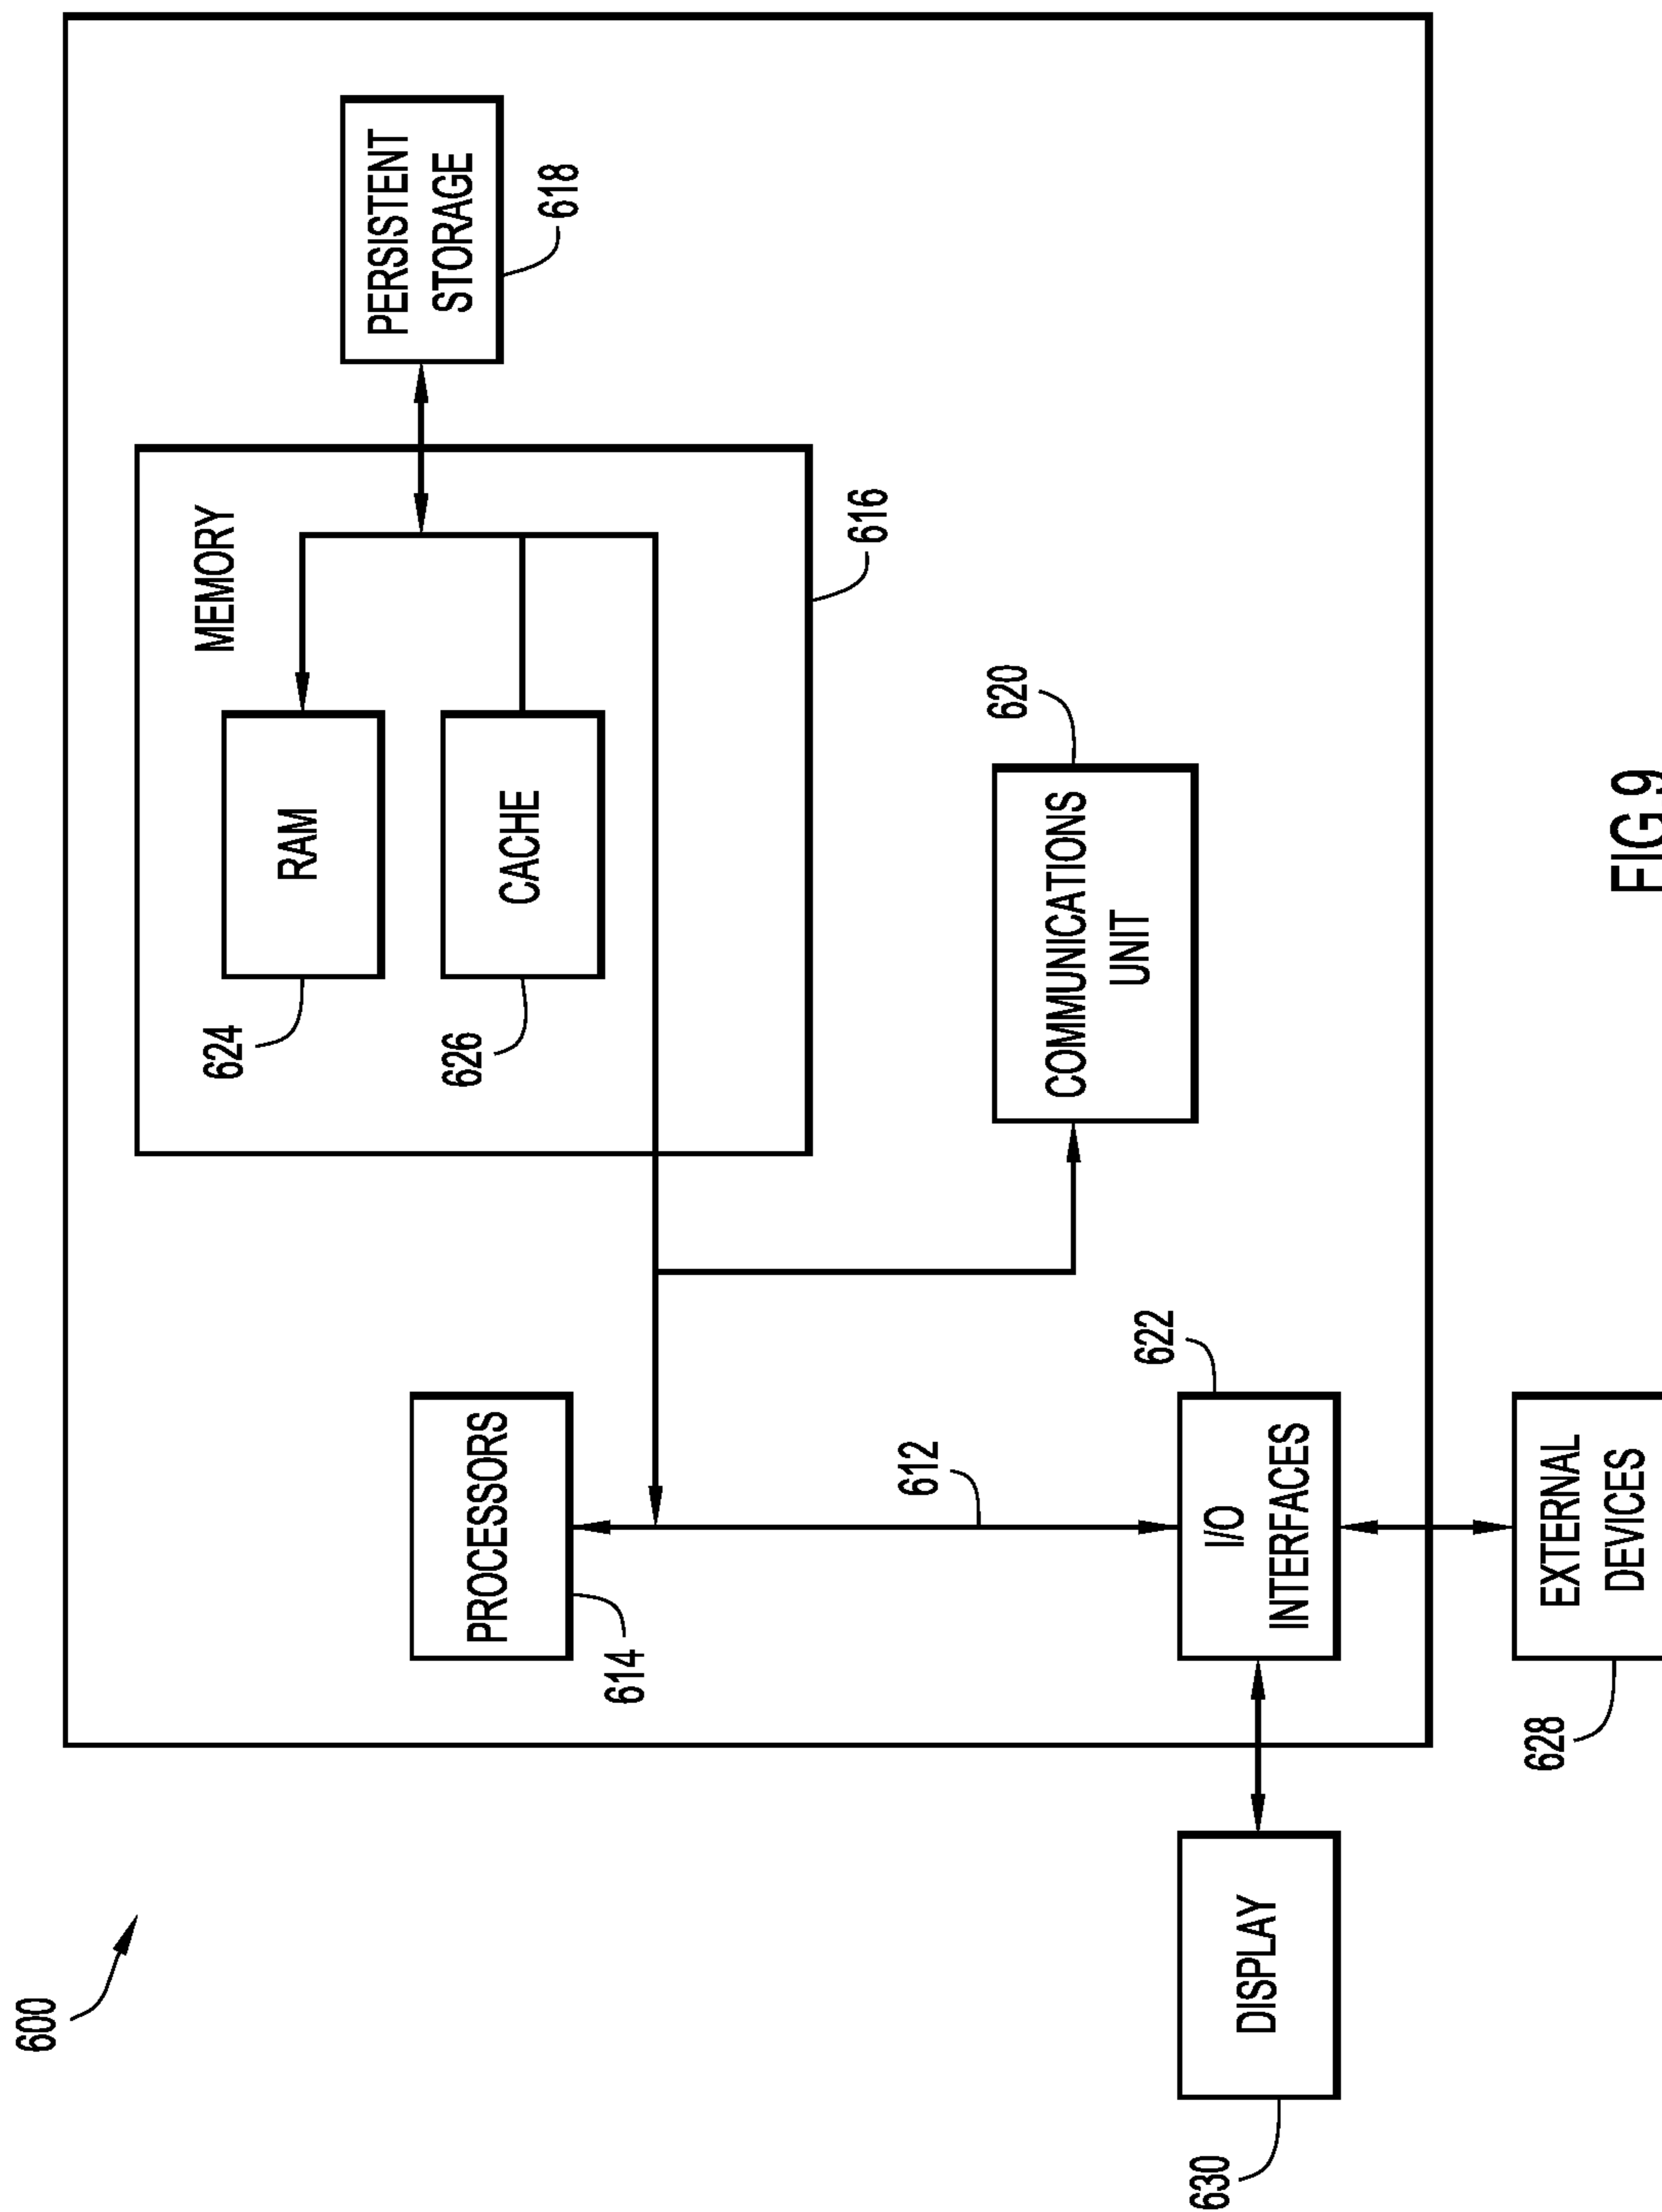 600
MEMORY
624
RAM
PERSISTENT
STORAGE
626
PROCESSORS
CACHE
618
614
616
612
620
COMMUNICATIONS
UNIT
622
630
DISPLAY
I/O
INTERFACES
628
EXTERNAL
DEVICES
FIG.9